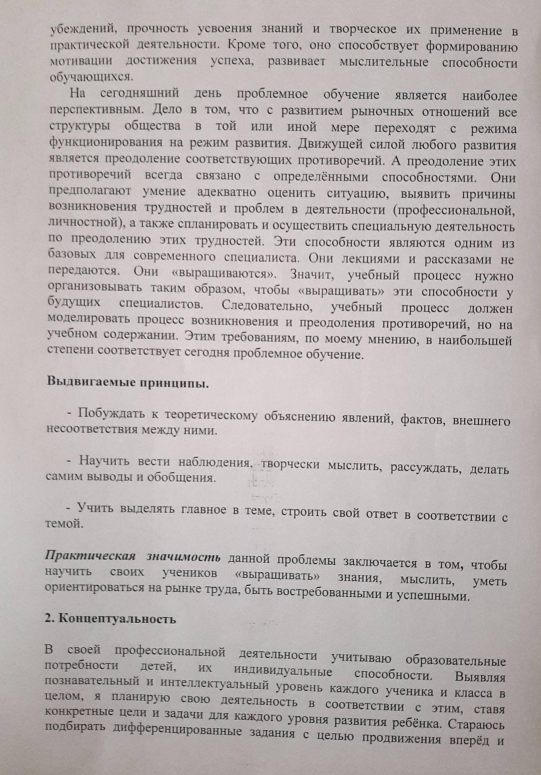 убеждений, прочность усвоения знаний и творческое их применение в
практической деятельности. Кроме того, оно способствует формированию
мотивации достижения успеха, развивает мыслительные способности
обучающихся.
На сегодняшний день проблемное обучение является наиболее
перспективным. Дело в том, что с развитием рыночных отношений все
структуры общества в той или иной мере переходят с режима
функционирования на режим развития. Движущей силой любого развития
является преодоление соответствующих противоречий. А преодоление этих
противоречий всегда связано с определёнными способностями. Они
предполагают умение адекватно оценить ситуацию, выявить причины
возникновения трудностей и проблем в деятельности (профессиональной,
личностной), а также спланировать и осуществить специальную деятельность
по преодолению этих трудностей. Эти способности являются одним из
базовых для современного специалиста. Они лекциями и рассказами не
передаются. Они «выращиваются». Значит, учебный процесс нужно
организовывать таким образом, чтобы «выращивать» эти способности у
будущих специалистов. Следовательно, учебный процесс должен
моделировать процесс возникновения и преодоления противоречий, но на
учебном содержании. Этим требованиям, по моему мнению, в наибольшей
степени соответствует сегодня проблемное обучение.
Выдвигаемые принципы.
- Побуждать к теоретическому объяснению явлений, фактов, внешнего
несоответствия между ними.
- Научить вести наблюдения, творчески мыслить, рассуждать, делать
самим выводы и обобщения.
- Учить выделять главное в теме, строить свой ответ в соответствии с
темой.
Практическая значимость данной проблемы заключается в том, чтобы
научить своих учеников «выращивать» знания, мыслить, уметь
ориентироваться на рынке труда, быть востребованными и успешными.
2. Концептуальность
В своей профессиональной деятельности учитываю образовательные
потребности детей, их индивидуальные способности. Выявляя
познавательный и интеллектуальный уровень каждого ученика и класса в
целом, я планирую свою деятельность в соответствии с этим, ставя
конкретные цели и задачи для каждого уровня развития ребёнка. Стараюсь
подбирать дифференцированные задания с целью продвижения вперёд и